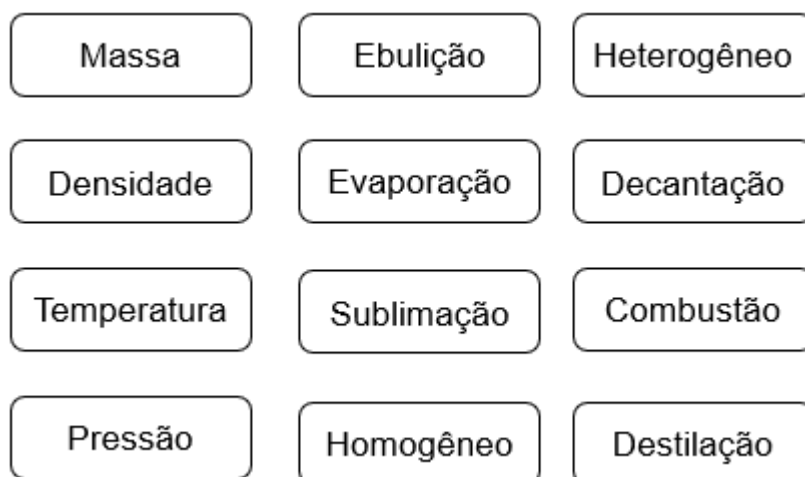 Massa
Ebulição
Heterogêneo
Densidade
Evaporação
Decantação
Temperatura
Sublimação
Combustão
Pressão
Homogêneo
Destilação